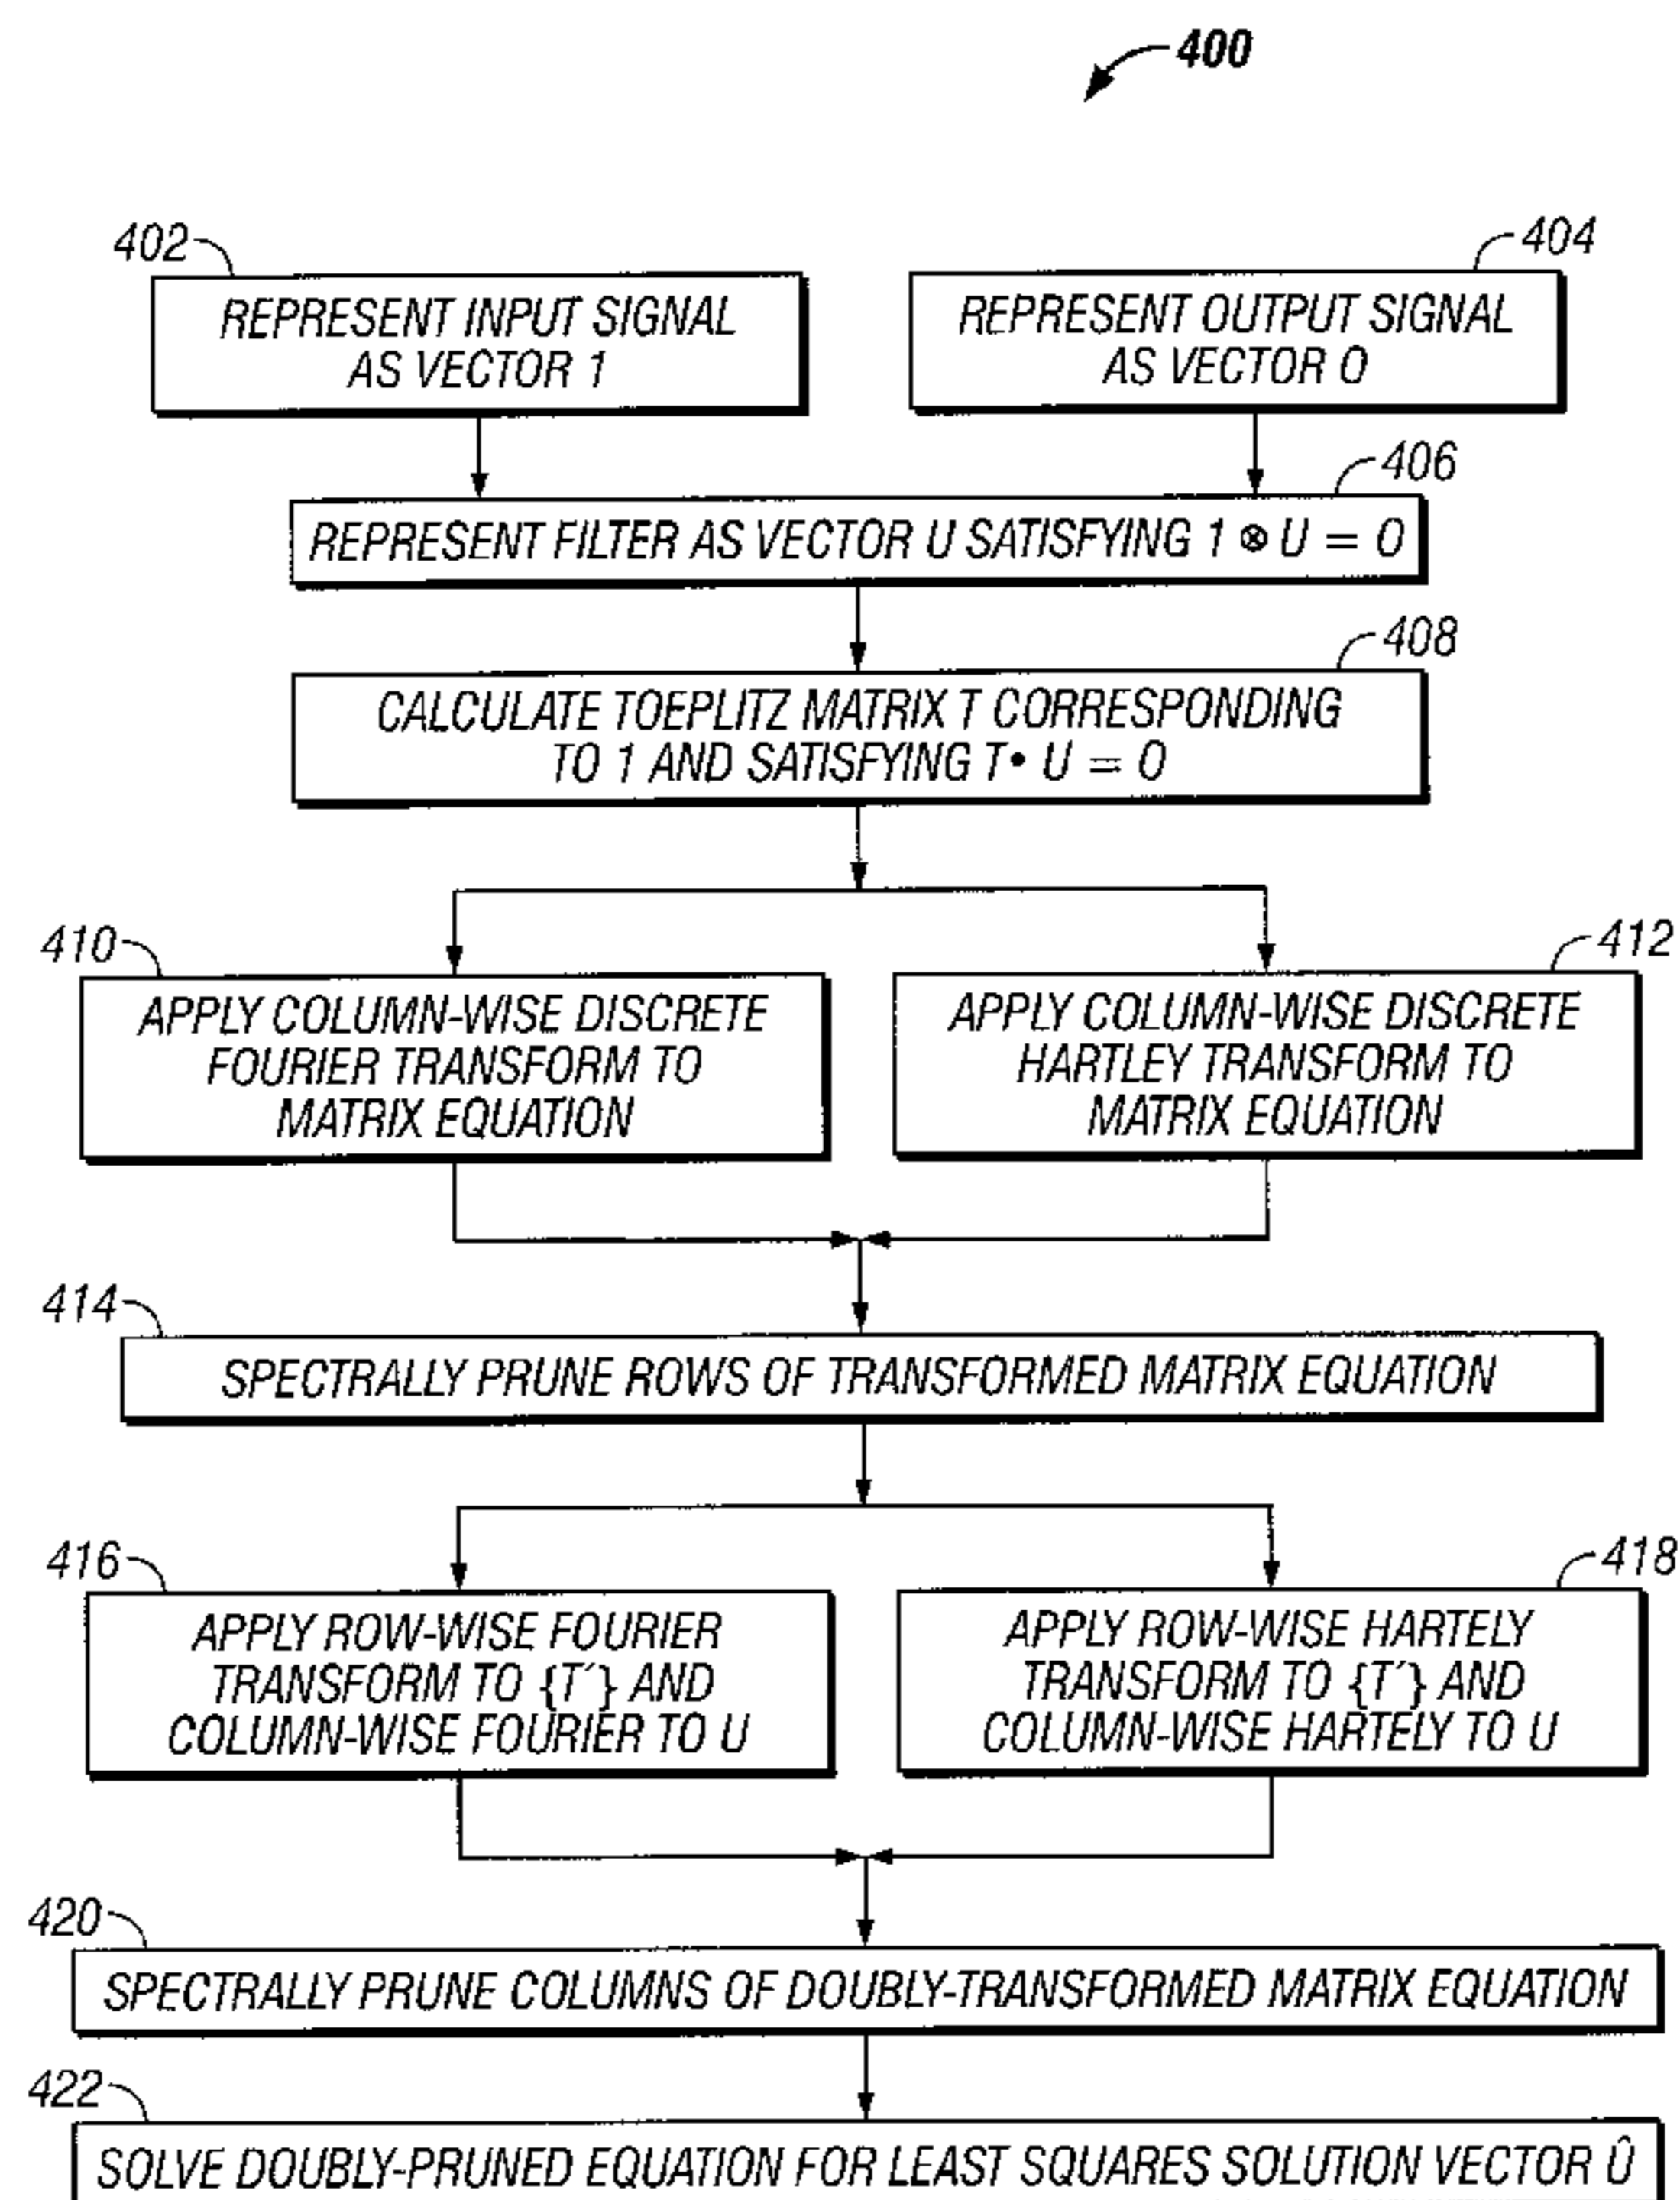 400
402
REPRESENT INPUT SIGNAL
AS VECTOR 1
404
REPRESENT OUTPUT SIGNAL
AS VECTOR O
406
REPRESENT FILTER AS VECTOR U SATISFYING 1 ⊗ U = O
408
CALCULATE TOEPLITZ MATRIX T CORRESPONDING
TO 1 AND SATISFYING T• U = O
410
APPLY COLUMN-WISE DISCRETE
FOURIER TRANSFORM TO
MATRIX EQUATION
412
APPLY COLUMN-WISE DISCRETE
HARTLEY TRANSFORM TO
MATRIX EQUATION
414
SPECTRALLY PRUNE ROWS OF TRANSFORMED MATRIX EQUATION
416
APPLY ROW-WISE FOURIER
TRANSFORM TO {T´} AND
COLUMN-WISE FOURIER TO U
418
APPLY ROW-WISE HARTELY
TRANSFORM TO {T´} AND
COLUMN-WISE HARTELY TO U
420
SPECTRALLY PRUNE COLUMNS OF DOUBLY-TRANSFORMED MATRIX EQUATION
422
SOLVE DOUBLY-PRUNED EQUATION FOR LEAST SQUARES SOLUTION VECTOR Û